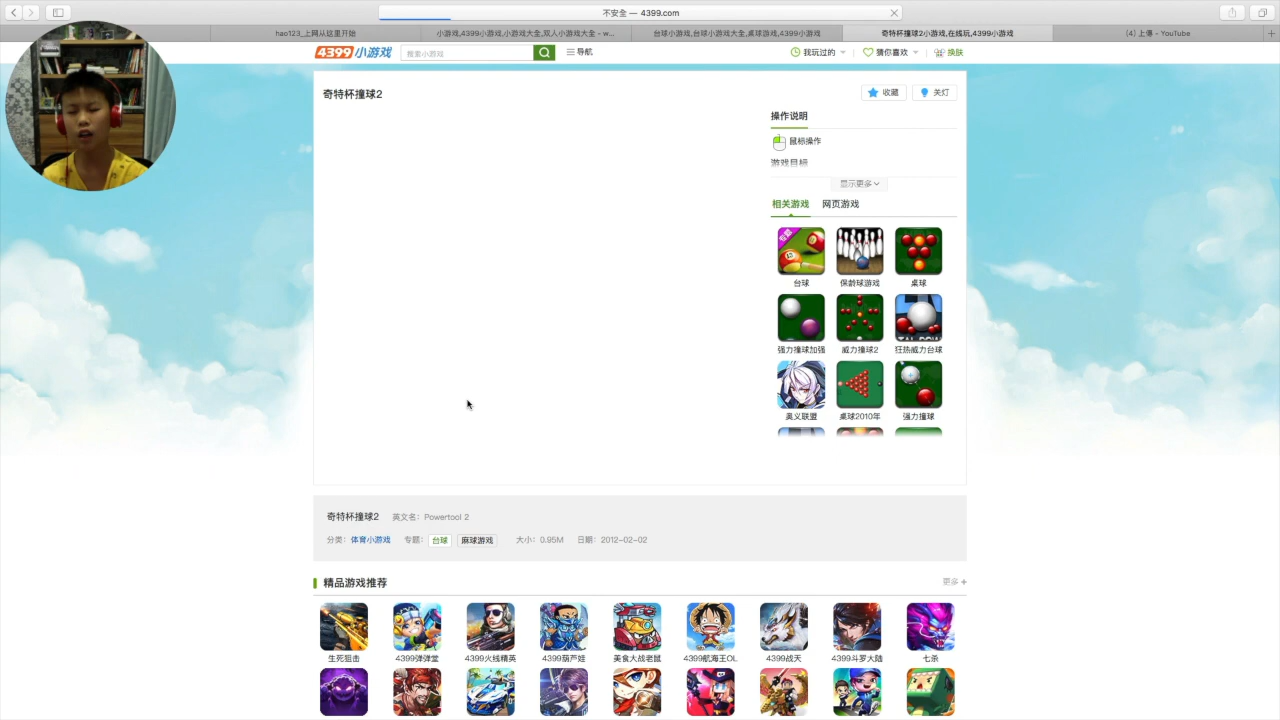 不安全 — 4399.com
hao123_上网从这里开始
小游戏,4399小游戏,小游戏大全,双人小游戏大全 - w...
台球小游戏,台球小游戏大全,桌球游戏,4399小游戏
奇特杯撞球2小游戏,在线玩,4399小游戏
(4) 上傳 - YouTube
4399小游戏
搜索小游戏
导航
我玩过的
猜你喜欢
换肤
奇特杯撞球2
收藏
关灯
操作说明
鼠标操作
游戏目标
显示更多
相关游戏 网页游戏
台球 保龄球游戏 桌球
强力撞球加强 威力撞球2 狂热威力台球
奥义联盟 桌球2010年 强力撞球
奇特杯撞球2 英文名: Powertool 2
分类: 体育小游戏 专题: 台球 麻球游戏 大小: 0.95M 日期: 2012-02-02
精品游戏推荐
更多 +
生死狙击 4399弹弹堂 4399火线精英 4399葫芦娃 美食大战老鼠 4399航海王OL 4399战天 4399斗罗大陆 七杀